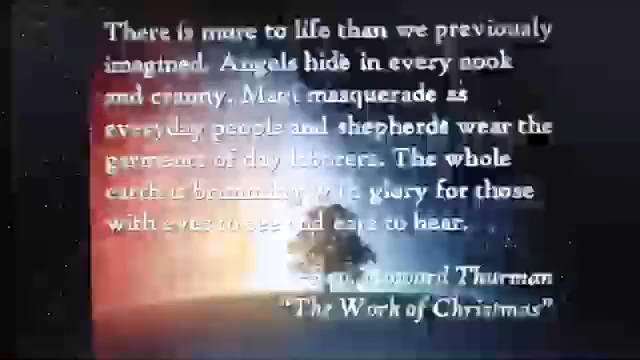 There is more to life than we previously
imagined. Angels hide in every nook
and cranny. Magi masquerade as
everyday people and shepherds wear the
garments of day laborers. The whole
earth is brimming with glory for those
with eyes to see and ears to hear.
Howard Thurman
"The Work of Christmas"